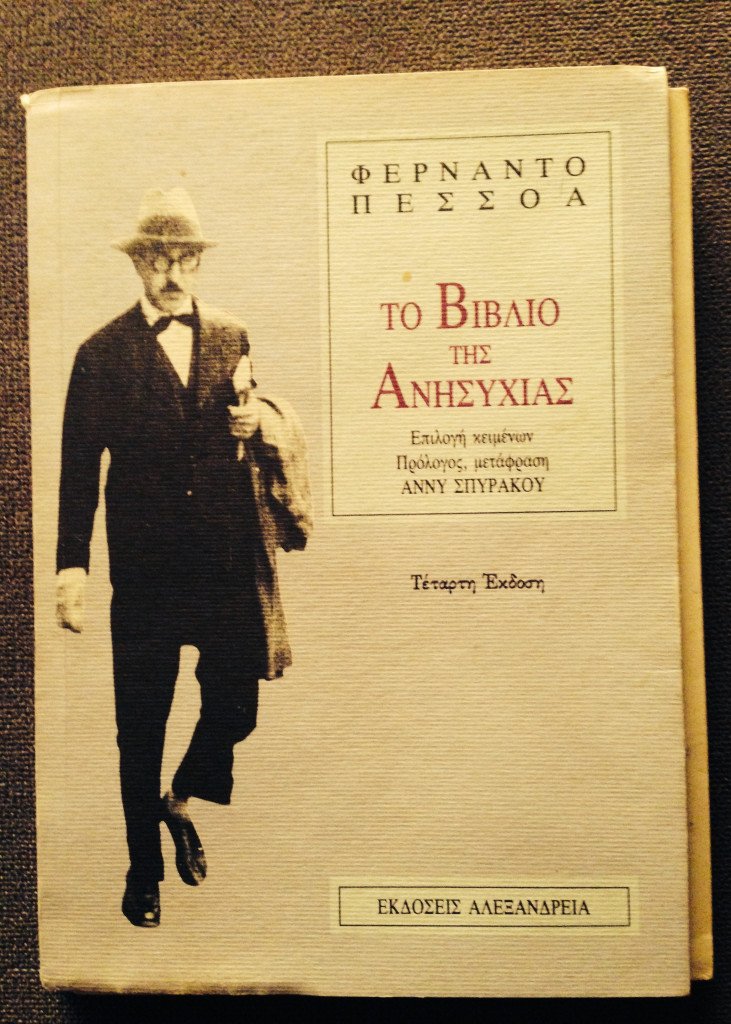 ΦΕΡΝΑΝΤΟ
ΠΕΣΣΟΑ
ΤΟ ΒΙΒΛΙΟ
ΤΗΣ
ΑΝΗΣΥΧΙΑΣ
Επιλογή κειμένων
Πρόλογος, μετάφραση
ΑΝΝΥ ΣΠΥΡΑΚΟΥ
Τέταρτη Έκδοση
ΕΚΔΟΣΕΙΣ ΑΛΕΞΑΝΔΡΕΙΑ